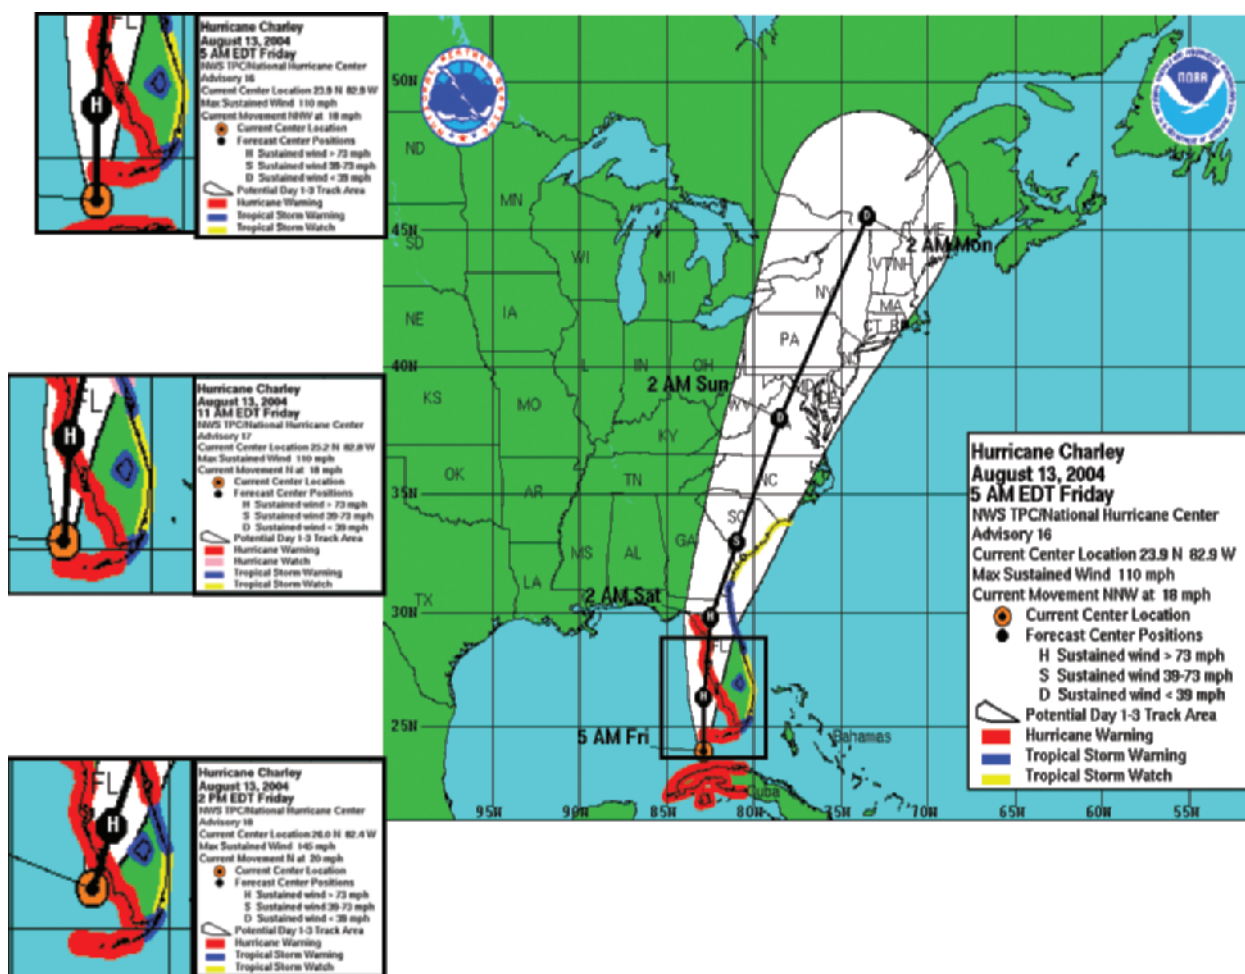 Hurricane Charley
August 13, 2004
5 AM EDT Friday
NWS TPC/National Hurricane Center
Advisory 16
Current Center Location 23.9 N 82.9 W
Max Sustained Wind 110 mph
Current Movement NNW at 18 mph
Current Center Location
Forecast Center Positions
H Sustained wind > 73 mph
S Sustained wind 39-73 mph
D Sustained wind < 39 mph
Potential Day 1-3 Track Area
Hurricane Warning
Tropical Storm Warning
Tropical Storm Watch
FL
H
Hurricane Charley
August 13, 2004
11 AM EDT Friday
NWS TPC/National Hurricane Center
Advisory 17
Current Center Location 25.2 N 82.8 W
Max Sustained Wind 110 mph
Current Movement N at 18 mph
Current Center Location
Forecast Center Positions
H Sustained wind > 73 mph
S Sustained wind 39-73 mph
D Sustained wind < 39 mph
Potential Day 1-3 Track Area
Hurricane Warning
Hurricane Watch
Tropical Storm Warning
Tropical Storm Watch
FL
H
Hurricane Charley
August 13, 2004
2 PM EDT Friday
NWS TPC/National Hurricane Center
Advisory 18
Current Center Location 26.0 N 82.4 W
Max Sustained Wind 145 mph
Current Movement N at 20 mph
Current Center Location
Forecast Center Positions
H Sustained wind > 73 mph
S Sustained wind 39-73 mph
D Sustained wind < 39 mph
Potential Day 1-3 Track Area
Hurricane Warning
Tropical Storm Warning
Tropical Storm Watch
FL
H
NATIONAL WEATHER SERVICE
NOAA
50N
ND
MN
45N
SD
WI
MI
MI
D
ME
2 AM Mon
VT NH
NY
MA
CT
NE
IA
PA
NJ
40N
IN
OH
2 AM Sun
MD
DE
KS
MO
WV
D
KY
OK
TN
NC
35N
AR
SC
S
MS
AL
GA
LA
2 AM Sat
TX
30N
H
FL
H
5 AM Fri
25N
Bahamas
Cuba
95W 90W 85W 80W 75W 70W 65W 60W 55W
Hurricane Charley
August 13, 2004
5 AM EDT Friday
NWS TPC/National Hurricane Center
Advisory 16
Current Center Location 23.9 N 82.9 W
Max Sustained Wind 110 mph
Current Movement NNW at 18 mph
Current Center Location
Forecast Center Positions
H Sustained wind > 73 mph
S Sustained wind 39-73 mph
D Sustained wind < 39 mph
Potential Day 1-3 Track Area
Hurricane Warning
Tropical Storm Warning
Tropical Storm Watch